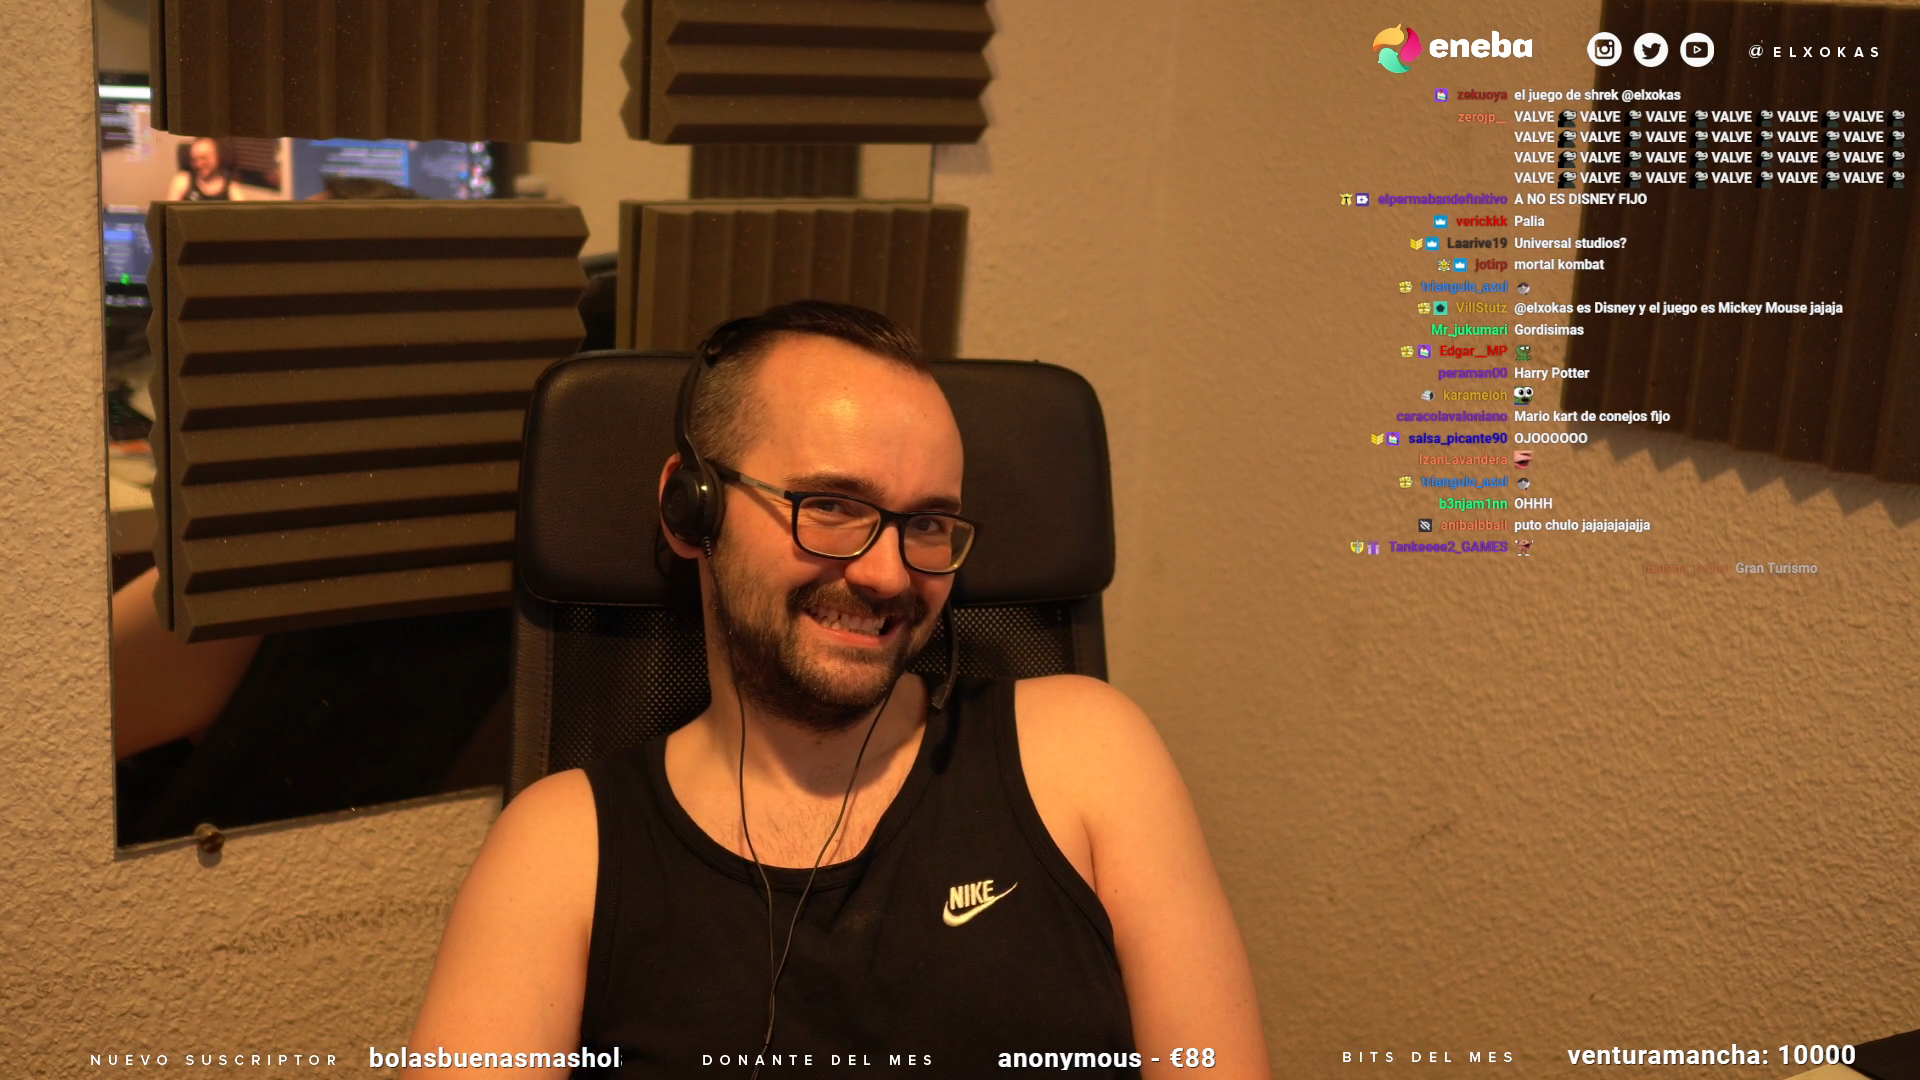 eneba
@ELXOKAS
zekuoya el juego de shrek @elxokas
zerojp__ VALVE VALVE VALVE VALVE VALVE VALVE
VALVE VALVE VALVE VALVE VALVE VALVE
VALVE VALVE VALVE VALVE VALVE VALVE
VALVE VALVE VALVE VALVE VALVE VALVE
elpermabandefinitivo A NO ES DISNEY FIJO
verickkk Palia
Laarive19 Universal studios?
jotirp mortal kombat
triangulo_azul
VillStutz @elxokas es Disney y el juego es Mickey Mouse jajaja
Mr_jukumari Gordisimas
Edgar__MP
peraman00 Harry Potter
karameloh
caracolavaloniano Mario kart de conejos fijo
salsa_picante90 OJOOOOOO
IzanLavandera
triangulo_azul
b3njam1nn OHHH
anibalbball puto chulo jajajajajajja
Tankeeee2_GAMES
Gran Turismo
NIKE
NUEVO SUSCRIPTOR bolasbuenasmashol
DONANTE DEL MES anonymous - €88
BITS DEL MES venturamancha: 10000